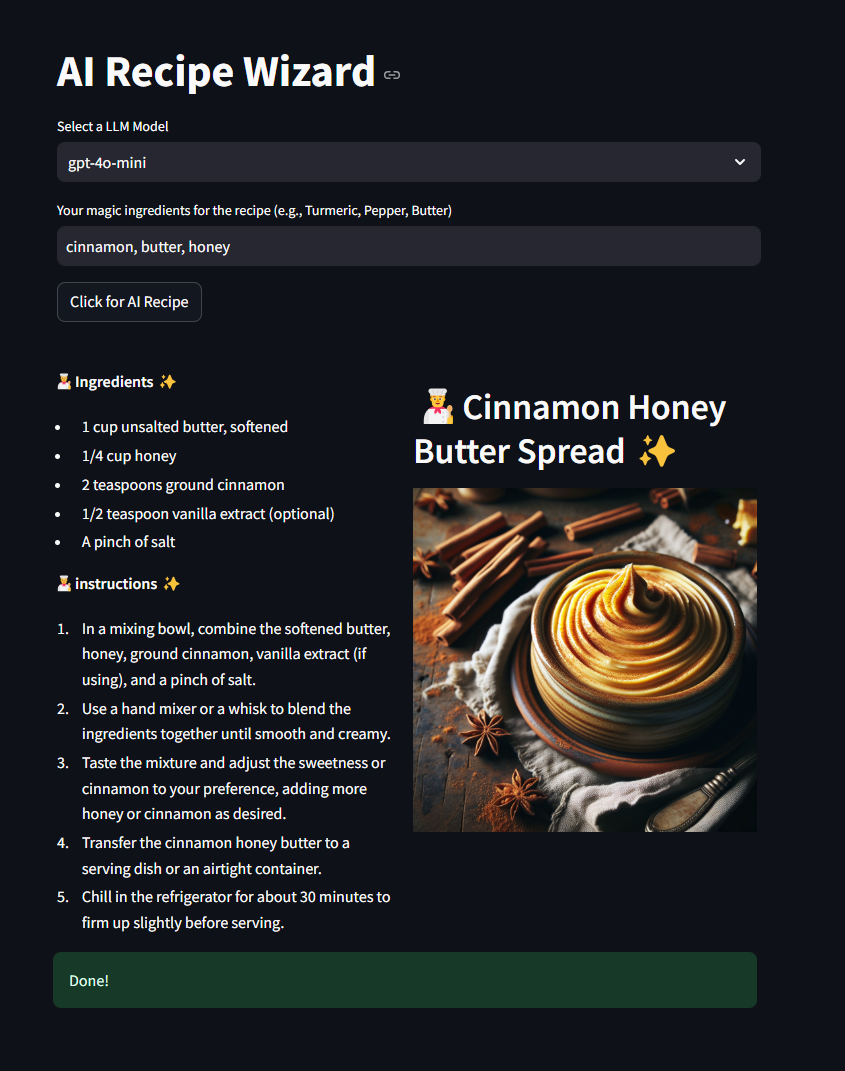 AI Recipe Wizard
Select a LLM Model
gpt-4o-mini
Your magic ingredients for the recipe (e.g., Turmeric, Pepper, Butter)
cinnamon, butter, honey
Click for AI Recipe
🧑‍🍳 Ingredients ✨
• 1 cup unsalted butter, softened
• 1/4 cup honey
• 2 teaspoons ground cinnamon
• 1/2 teaspoon vanilla extract (optional)
• A pinch of salt
🧑‍🍳 instructions ✨
1. In a mixing bowl, combine the softened butter,
honey, ground cinnamon, vanilla extract (if
using), and a pinch of salt.
2. Use a hand mixer or a whisk to blend the
ingredients together until smooth and creamy.
3. Taste the mixture and adjust the sweetness or
cinnamon to your preference, adding more
honey or cinnamon as desired.
4. Transfer the cinnamon honey butter to a
serving dish or an airtight container.
5. Chill in the refrigerator for about 30 minutes to
firm up slightly before serving.
🧑‍🍳 Cinnamon Honey
Butter Spread ✨
Done!